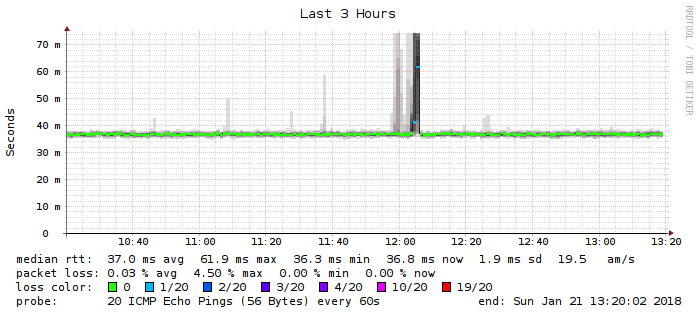 Last 3 Hours
RRDTOOL / TOBI OETIKER
Seconds
70 m
60 m
50 m
40 m
30 m
20 m
10 m
0
10:40 11:00 11:20 11:40 12:00 12:20 12:40 13:00 13:20
median rtt: 37.0 ms avg 61.9 ms max 36.3 ms min 36.8 ms now 1.9 ms sd 19.5 am/s
packet loss: 0.03 % avg 4.50 % max 0.00 % min 0.00 % now
loss color: 0 1/20 2/20 3/20 4/20 10/20 19/20
probe: 20 ICMP Echo Pings (56 Bytes) every 60s end: Sun Jan 21 13:20:02 2018